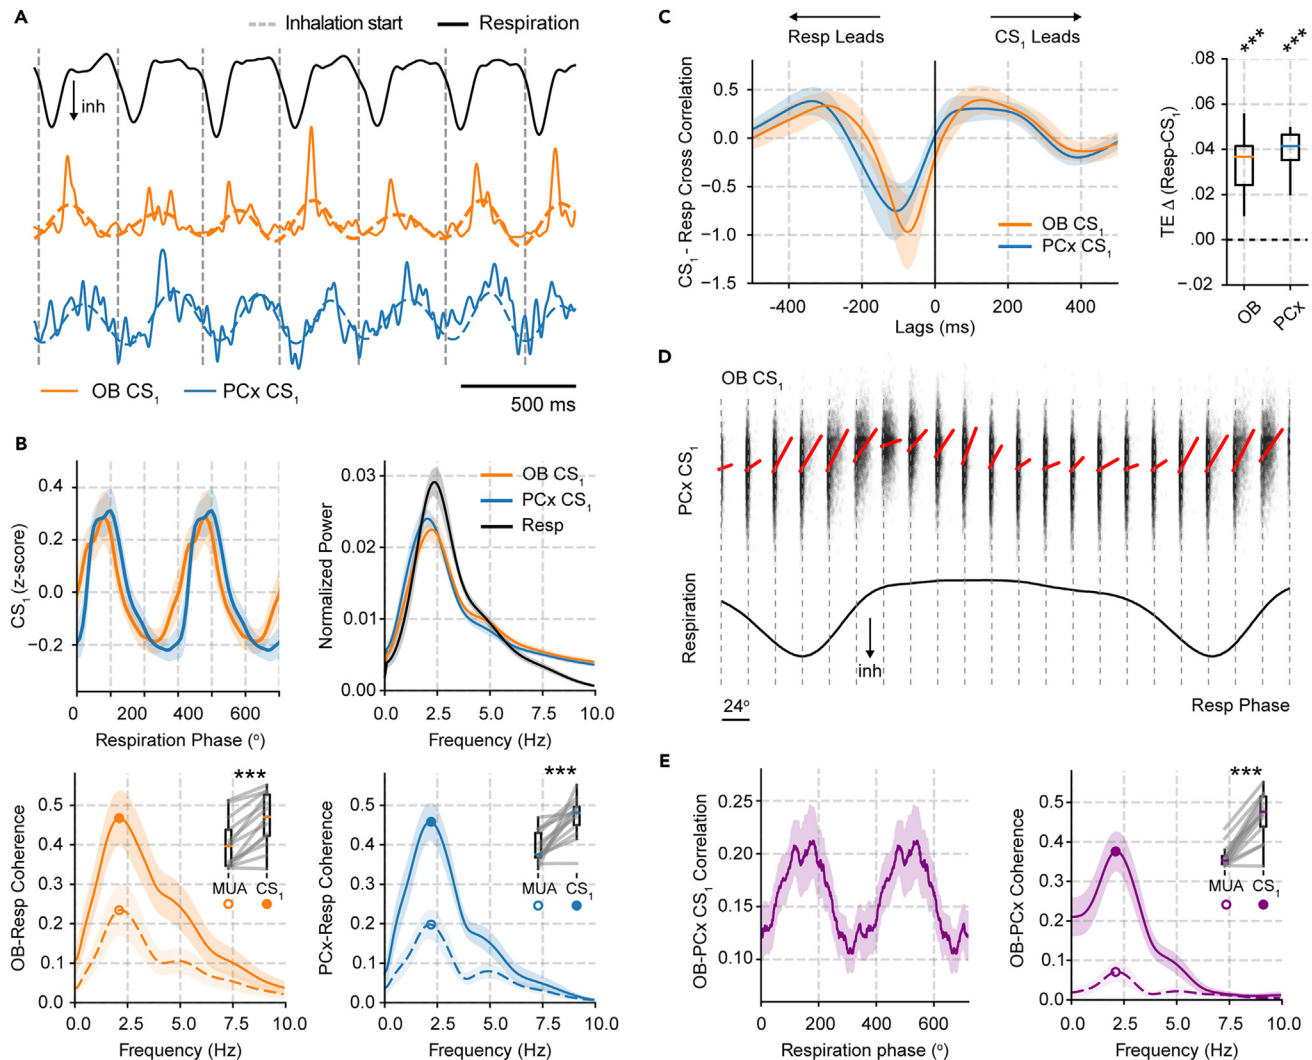 A
Inhalation start
Respiration
inh
OB CS1
PCx CS1
500 ms
B
CS1 (z-score)
0.4
0.2
0.0
−0.2
0 200 400 600
Respiration Phase (°)
Normalized Power
0.03
0.02
0.01
0.00
OB CS1
PCx CS1
Resp
0.0 2.5 5.0 7.5 10.0
Frequency (Hz)
OB-Resp Coherence
0.5
0.4
0.3
0.2
0.1
0.0
***
MUA CS1
0.0 2.5 5.0 7.5 10.0
Frequency (Hz)
PCx-Resp Coherence
0.5
0.4
0.3
0.2
0.1
0.0
***
MUA CS1
0.0 2.5 5.0 7.5 10.0
Frequency (Hz)
C
Resp Leads
CS1 Leads
CS1 - Resp Cross Correlation
0.5
0.0
−0.5
−1.0
−1.5
OB CS1
PCx CS1
−400 −200 0 200 400
Lags (ms)
*** ***
TE Δ (Resp-CS1)
.08
.06
.04
.02
.00
−.02
OB PCx
D
OB CS1
PCx CS1
Respiration
inh
24°
Resp Phase
E
OB-PCx CS1 Correlation
0.25
0.20
0.15
0.10
0 200 400 600
Respiration phase (°)
OB-PCx Coherence
0.5
0.4
0.3
0.2
0.1
0.0
***
MUA CS1
0.0 2.5 5.0 7.5 10.0
Frequency (Hz)